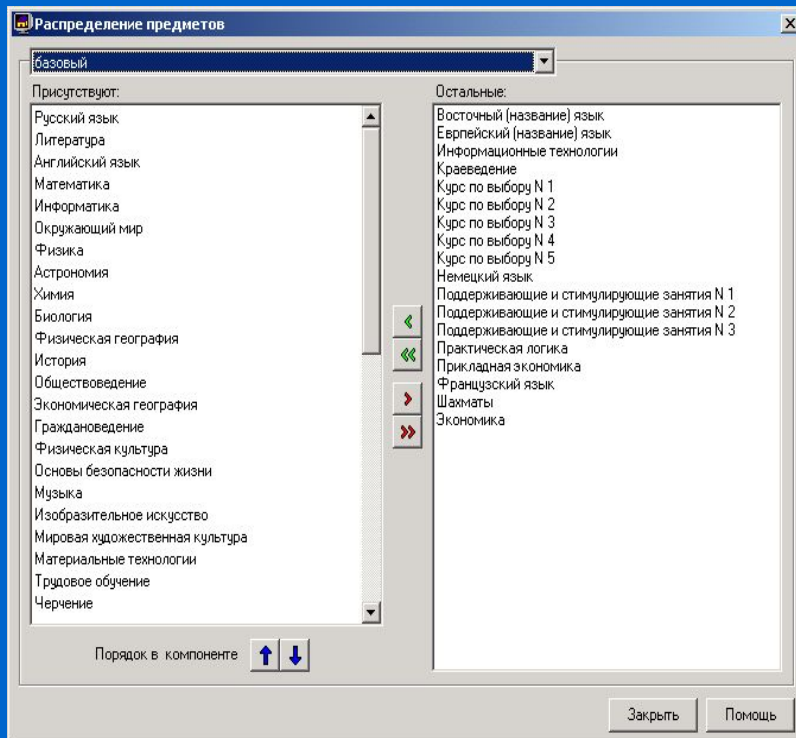 Распределение предметов
базовый
Присутствуют:
Русский язык
Литература
Английский язык
Математика
Информатика
Окружающий мир
Физика
Астрономия
Химия
Биология
Физическая география
История
Обществоведение
Экономическая география
Граждановедение
Физическая культура
Основы безопасности жизни
Музыка
Изобразительное искусство
Мировая художественная культура
Материальные технологии
Трудовое обучение
Черчение
Порядок в компоненте
Остальные:
Восточный (название) язык
Еврпейский (название) язык
Информационные технологии
Краеведение
Курс по выбору N 1
Курс по выбору N 2
Курс по выбору N 3
Курс по выбору N 4
Курс по выбору N 5
Немецкий язык
Поддерживающие и стимулирующие занятия N 1
Поддерживающие и стимулирующие занятия N 2
Поддерживающие и стимулирующие занятия N 3
Практическая логика
Прикладная экономика
Французский язык
Шахматы
Экономика
Закрыть
Помощь